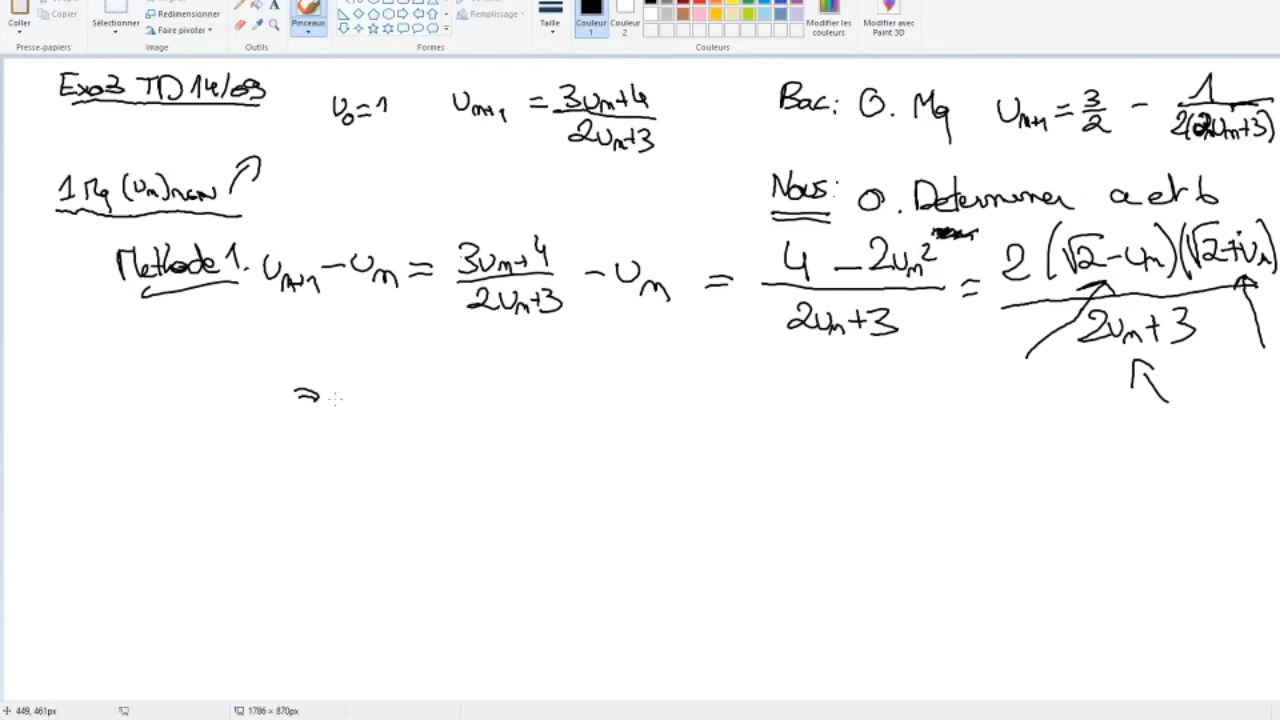 Coller
Copier
Sélectionner
Redimensionner
Faire pivoter
Pinceaux
Remplissage
Taille
Couleur 1
Couleur 2
Modifier les couleurs
Modifier avec Paint 3D
Presse-papiers
Image
Outils
Formes
Couleurs
Exo3 TD 14/09
U₀=1
Uₙ₊₁ = (3Uₙ+4)/(2Uₙ+3)
Bac: 0. Mq Uₙ₊₁ = 3/2 − 1/(2(2Uₙ+3))
1 Mq (Uₙ)ₙ∈ℕ ↗
Nous: 0. Determiner a et b
Methode 1. Uₙ₊₁ − Uₙ = (3Uₙ+4)/(2Uₙ+3) − Uₙ = (4 − 2Uₙ²)/(2Uₙ+3) = 2(√2−Uₙ)(√2+Uₙ)/(2Uₙ+3)
⇒
449, 461px
1786 × 870px